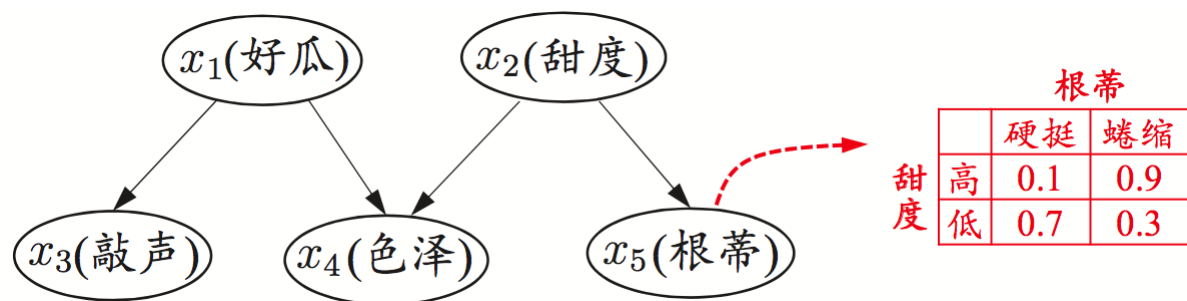 x₁(好瓜) x₂(甜度)
x₃(敲声) x₄(色泽) x₅(根蒂)
根蒂
硬挺 蜷缩
甜度
高 0.1 0.9
低 0.7 0.3